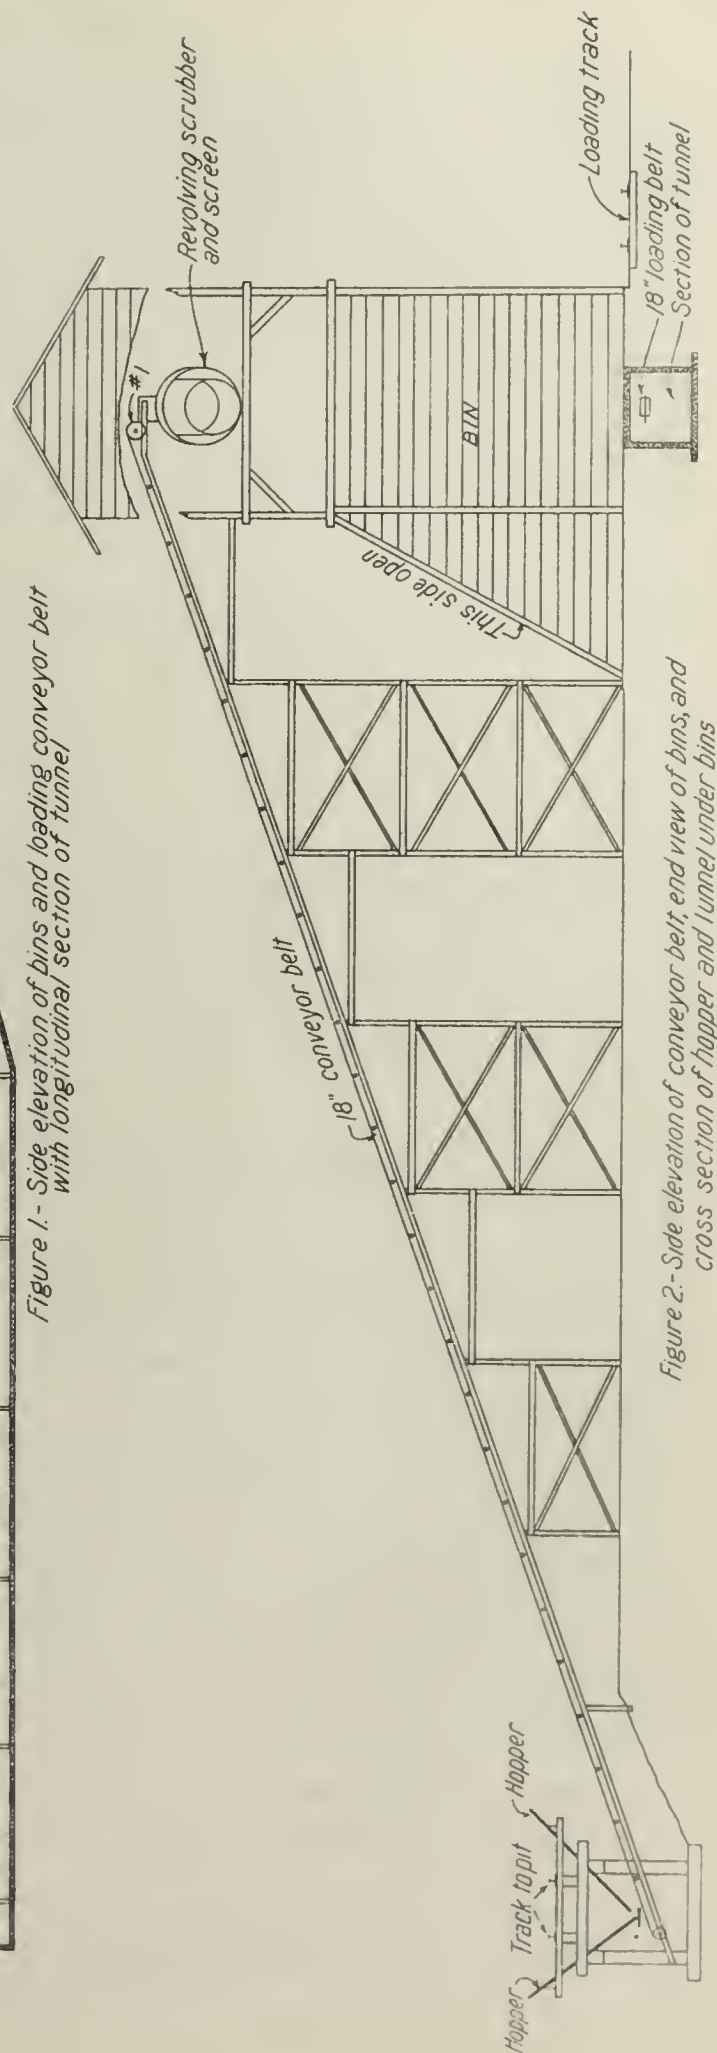 Figure 1.- Side elevation of bins and loading conveyor belt
with longitudinal section of tunnel
Revolving scrubber
and screen
#1
18" conveyor belt
This side open
BIN
Loading track
18" loading belt
Section of tunnel
Hopper
Track to pit
Hopper
Figure 2.- Side elevation of conveyor belt, end view of bins, and
cross section of hopper and tunnel under bins